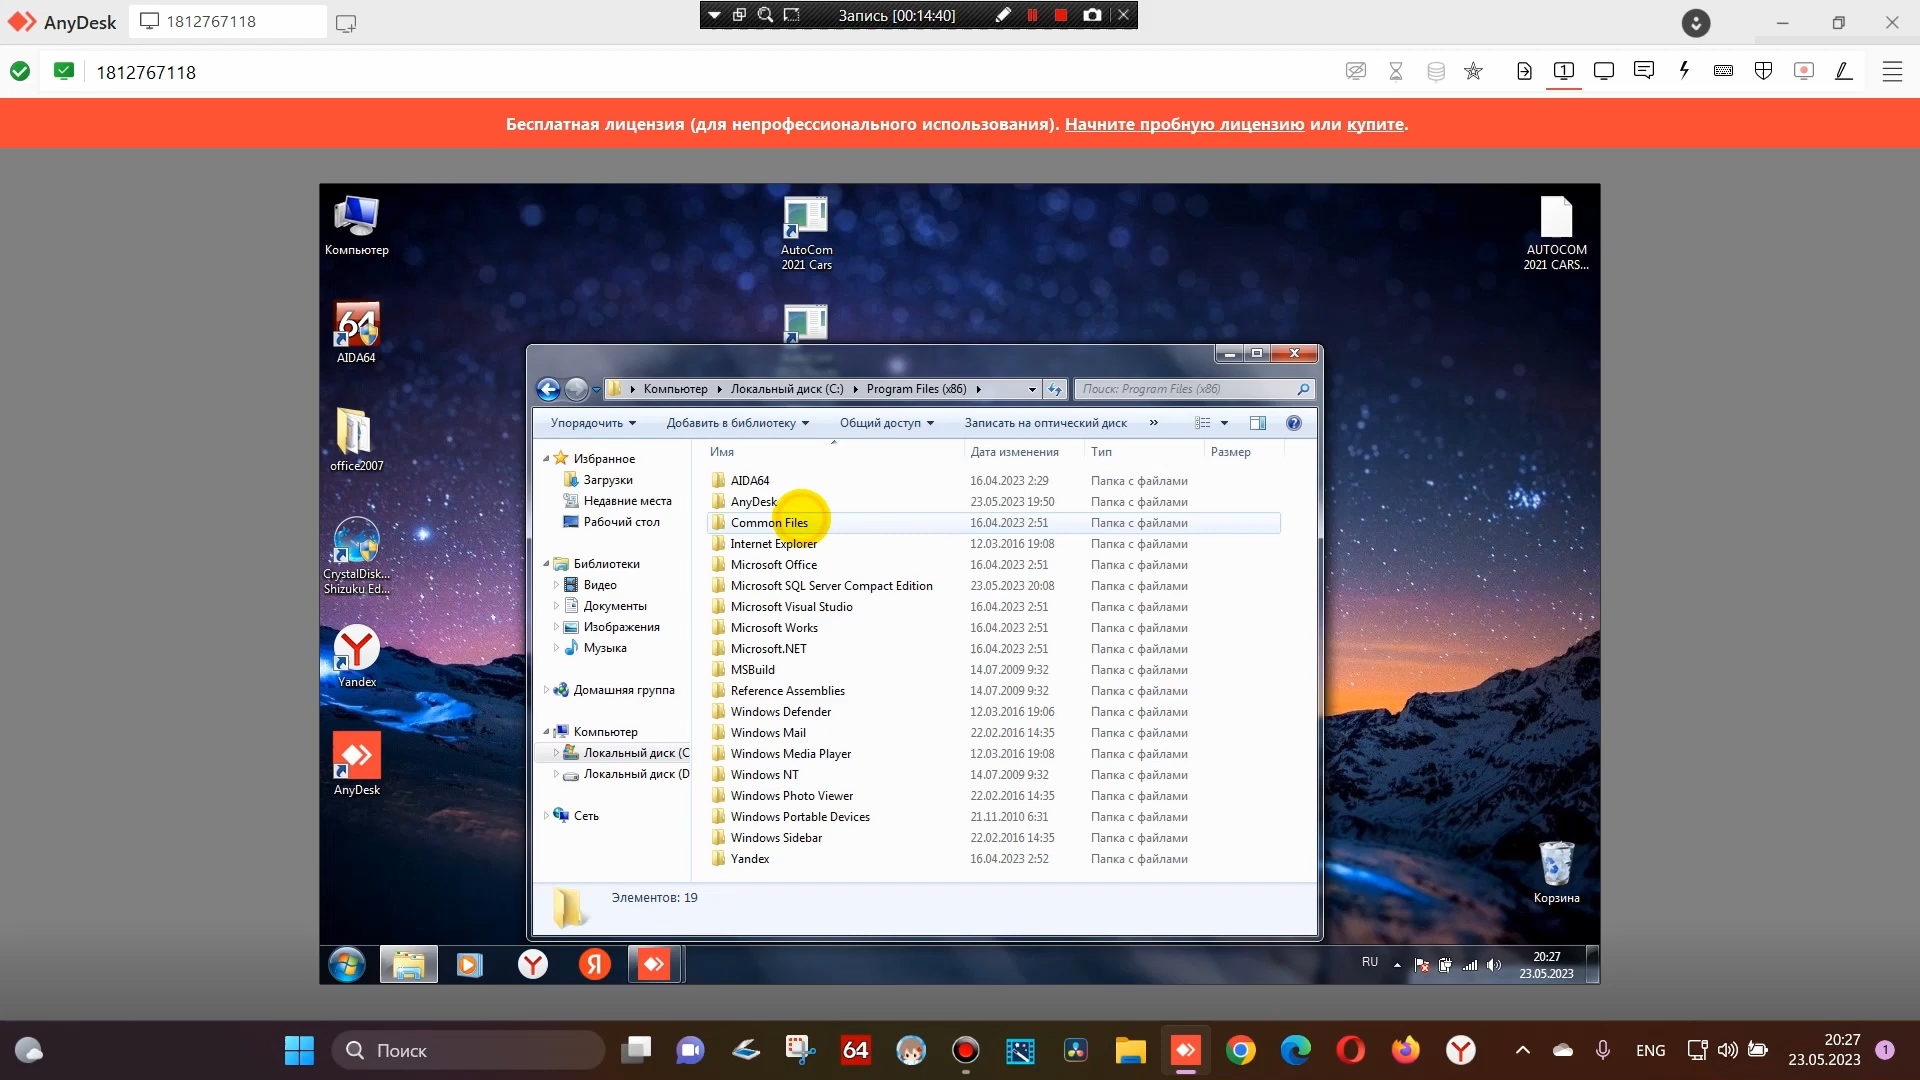 AnyDesk
1812767118
Запись [00:14:40]
1812767118
1
Бесплатная лицензия (для непрофессионального использования). Начните пробную лицензию или купите.
Компьютер
AutoCom
2021 Cars
AUTOCOM
2021 CARS...
64
AIDA64
office2007
CrystalDisk...
Shizuku Ed...
Yandex
AnyDesk
Корзина
Компьютер
Локальный диск (C:)
Program Files (x86)
Поиск: Program Files (x86)
Упорядочить
Добавить в библиотеку
Общий доступ
Записать на оптический диск
»
Избранное
Загрузки
Недавние места
Рабочий стол
Библиотеки
Видео
Документы
Изображения
Музыка
Домашняя группа
Компьютер
Локальный диск (C
Локальный диск (D
Сеть
Имя Дата изменения Тип Размер
AIDA64 16.04.2023 2:29 Папка с файлами
AnyDesk 23.05.2023 19:50 Папка с файлами
Common Files 16.04.2023 2:51 Папка с файлами
Internet Explorer 12.03.2016 19:08 Папка с файлами
Microsoft Office 16.04.2023 2:51 Папка с файлами
Microsoft SQL Server Compact Edition 23.05.2023 20:08 Папка с файлами
Microsoft Visual Studio 16.04.2023 2:51 Папка с файлами
Microsoft Works 16.04.2023 2:51 Папка с файлами
Microsoft.NET 16.04.2023 2:51 Папка с файлами
MSBuild 14.07.2009 9:32 Папка с файлами
Reference Assemblies 14.07.2009 9:32 Папка с файлами
Windows Defender 12.03.2016 19:06 Папка с файлами
Windows Mail 22.02.2016 14:35 Папка с файлами
Windows Media Player 12.03.2016 19:08 Папка с файлами
Windows NT 14.07.2009 9:32 Папка с файлами
Windows Photo Viewer 22.02.2016 14:35 Папка с файлами
Windows Portable Devices 21.11.2010 6:31 Папка с файлами
Windows Sidebar 22.02.2016 14:35 Папка с файлами
Yandex 16.04.2023 2:52 Папка с файлами
Элементов: 19
Я
RU
20:27
23.05.2023
Поиск
64
ENG
20:27
23.05.2023
1